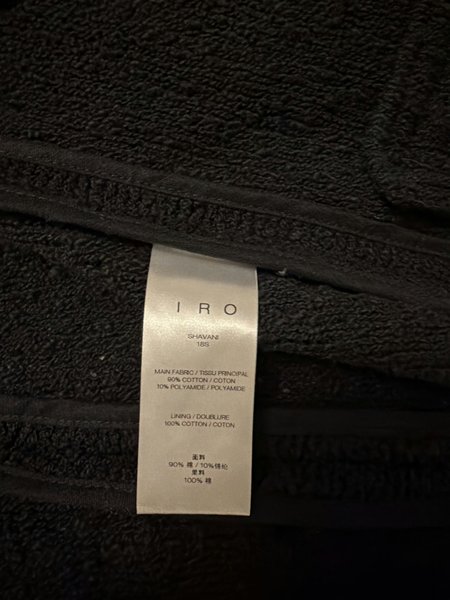 I R O
SHAVANI
18S
MAIN FABRIC / TISSU PRINCIPAL
90% COTTON / COTON
10% POLYAMIDE / POLYAMIDE
LINING / DOUBLURE
100% COTTON / COTON
面料
90% 棉 / 10%锦纶
里料
100% 棉